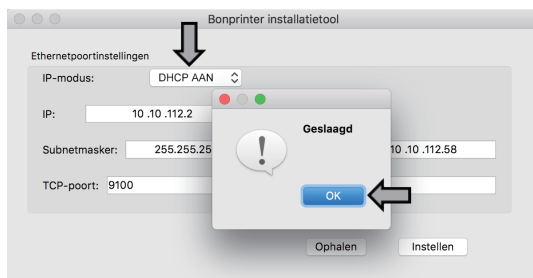 Bonprinter installatietool
Ethernetpoortinstellingen
IP-modus: DHCP AAN
IP: 10 .10 .112.2
Geslaagd
Subnetmasker: 255.255.25 10 .10 .112.58
TCP-poort: 9100
OK
Ophalen Instellen